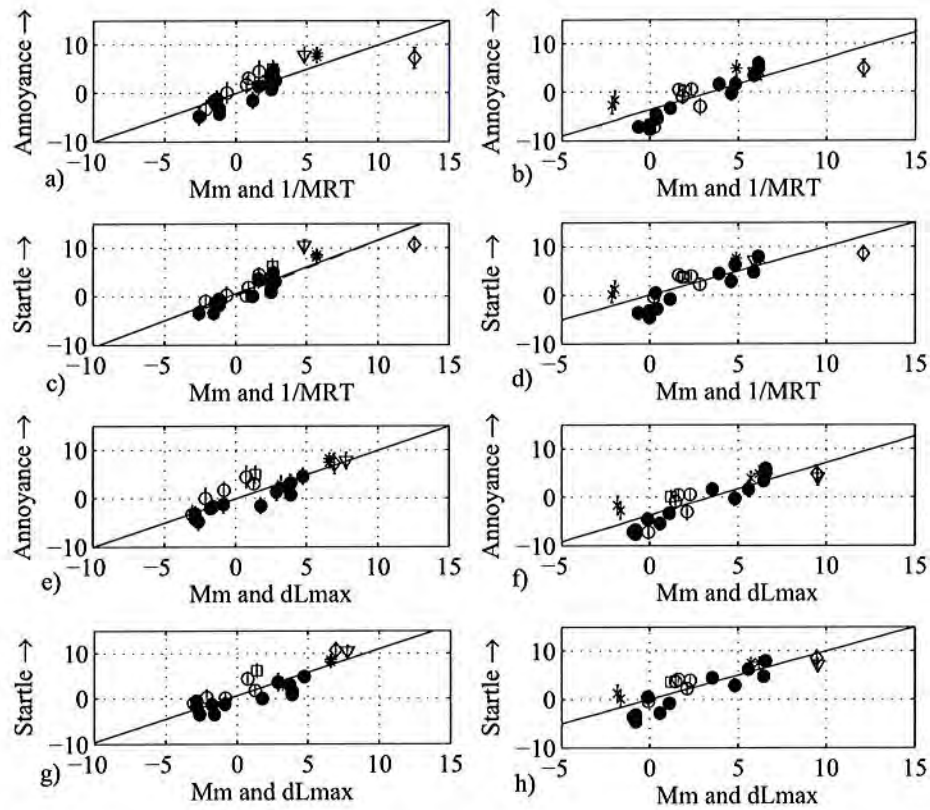 10
0
−10
−10 −5 0 5 10 15
Annoyance →
a)
Mm and 1/MRT
10
0
−10
−5 0 5 10 15
Annoyance →
b)
Mm and 1/MRT
10
0
−10
−10 −5 0 5 10 15
Startle →
c)
Mm and 1/MRT
10
0
−10
−5 0 5 10 15
Startle →
d)
Mm and 1/MRT
10
0
−10
−10 −5 0 5 10 15
Annoyance →
e)
Mm and dLmax
10
0
−10
−5 0 5 10 15
Annoyance →
f)
Mm and dLmax
10
0
−10
−10 −5 0 5 10 15
Startle →
g)
Mm and dLmax
10
0
−10
−5 0 5 10 15
Startle →
h)
Mm and dLmax